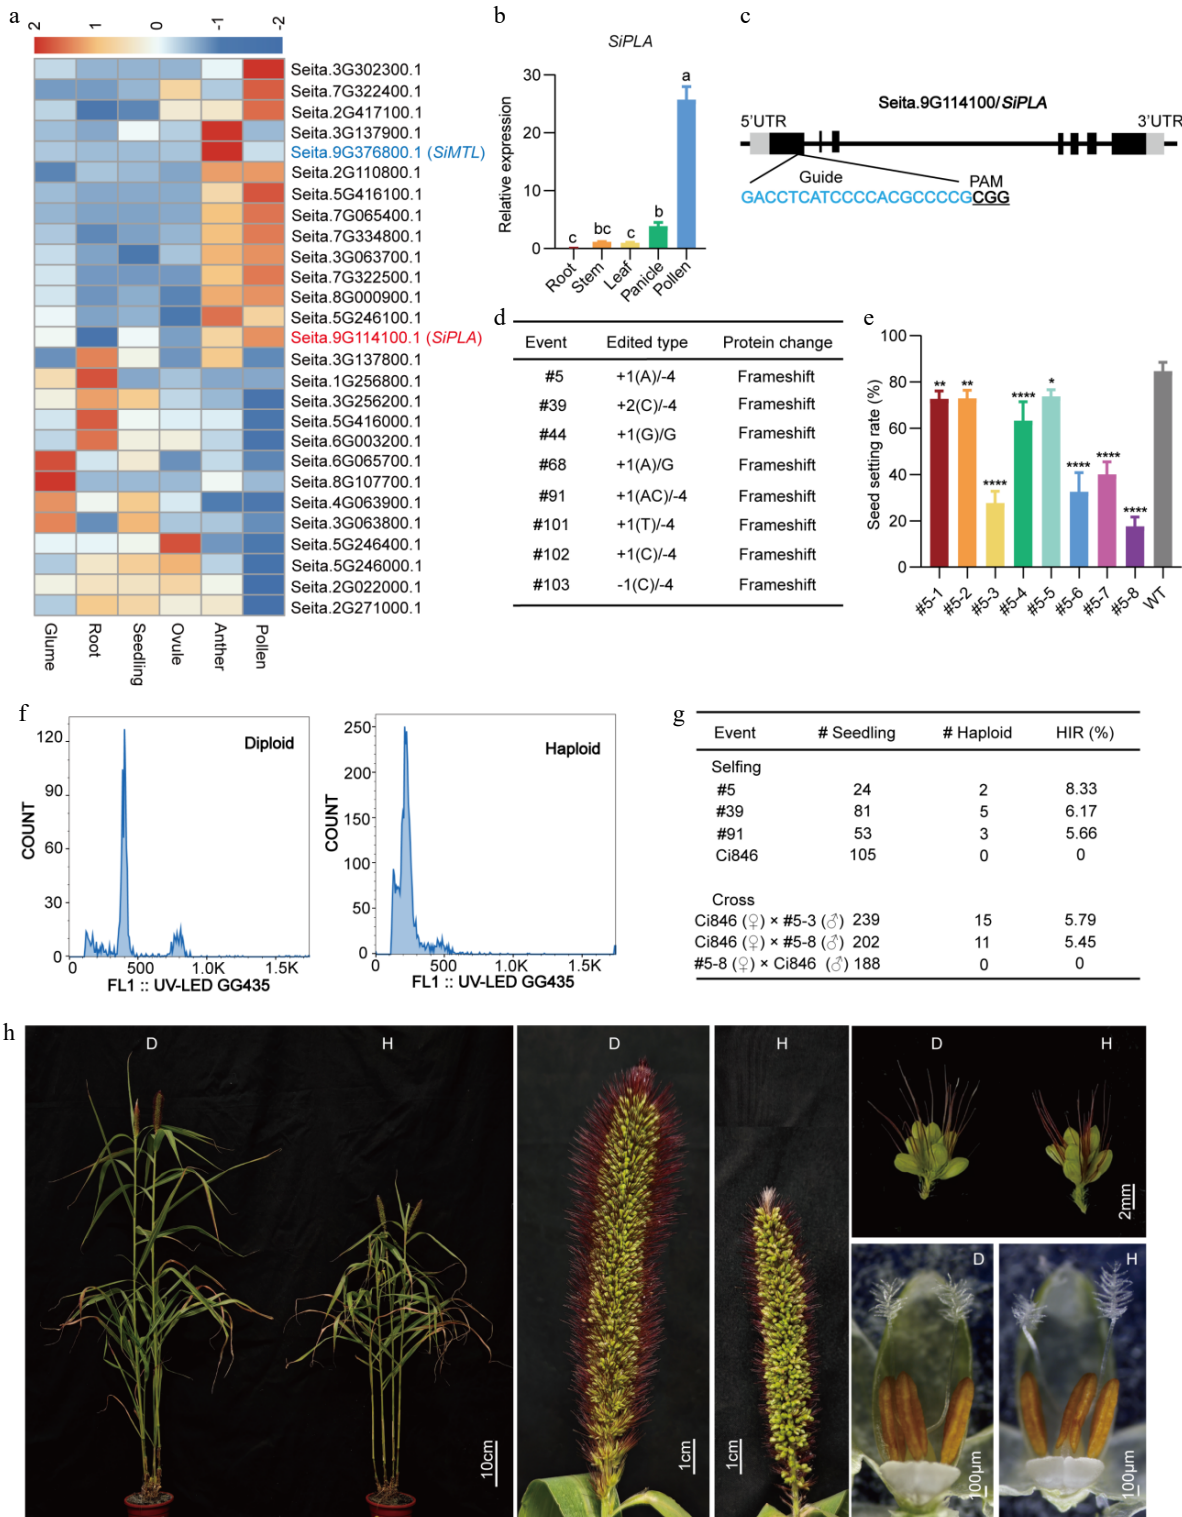 a
2 1 0 -1 -2
Seita.3G302300.1
Seita.7G322400.1
Seita.2G417100.1
Seita.3G137900.1
Seita.9G376800.1 (SiMTL)
Seita.2G110800.1
Seita.5G416100.1
Seita.7G065400.1
Seita.7G334800.1
Seita.3G063700.1
Seita.7G322500.1
Seita.8G000900.1
Seita.5G246100.1
Seita.9G114100.1 (SiPLA)
Seita.3G137800.1
Seita.1G256800.1
Seita.3G256200.1
Seita.5G416000.1
Seita.6G003200.1
Seita.6G065700.1
Seita.8G107700.1
Seita.4G063900.1
Seita.3G063800.1
Seita.5G246400.1
Seita.5G246000.1
Seita.2G022000.1
Seita.2G271000.1
Glume Root Seedling Ovule Anther Pollen
b
SiPLA
Relative expression
30
20
10
0
c bc c b a
Root Stem Leaf Panicle Pollen
c
Seita.9G114100/SiPLA
5'UTR 3'UTR
Guide PAM
GACCTCATCCCCACGCCCCGCGG
d
Event Edited type Protein change
#5 +1(A)/-4 Frameshift
#39 +2(C)/-4 Frameshift
#44 +1(G)/G Frameshift
#68 +1(A)/G Frameshift
#91 +1(AC)/-4 Frameshift
#101 +1(T)/-4 Frameshift
#102 +1(C)/-4 Frameshift
#103 -1(C)/-4 Frameshift
e
Seed setting rate (%)
100
80
60
40
20
0
** ** **** **** * **** **** ****
#5-1 #5-2 #5-3 #5-4 #5-5 #5-6 #5-7 #5-8 WT
f
Diploid
COUNT
120
90
60
30
0
0 500 1.0K 1.5K
FL1 :: UV-LED GG435
Haploid
COUNT
250
200
150
100
50
0
0 500 1.0K 1.5K
FL1 :: UV-LED GG435
g
Event # Seedling # Haploid HIR (%)
Selfing
#5 24 2 8.33
#39 81 5 6.17
#91 53 3 5.66
Ci846 105 0 0
Cross
Ci846 (♀) × #5-3 (♂) 239 15 5.79
Ci846 (♀) × #5-8 (♂) 202 11 5.45
#5-8 (♀) × Ci846 (♂) 188 0 0
h
D H
10cm
D
1cm
H
1cm
D H
2mm
D
100μm
H
100μm